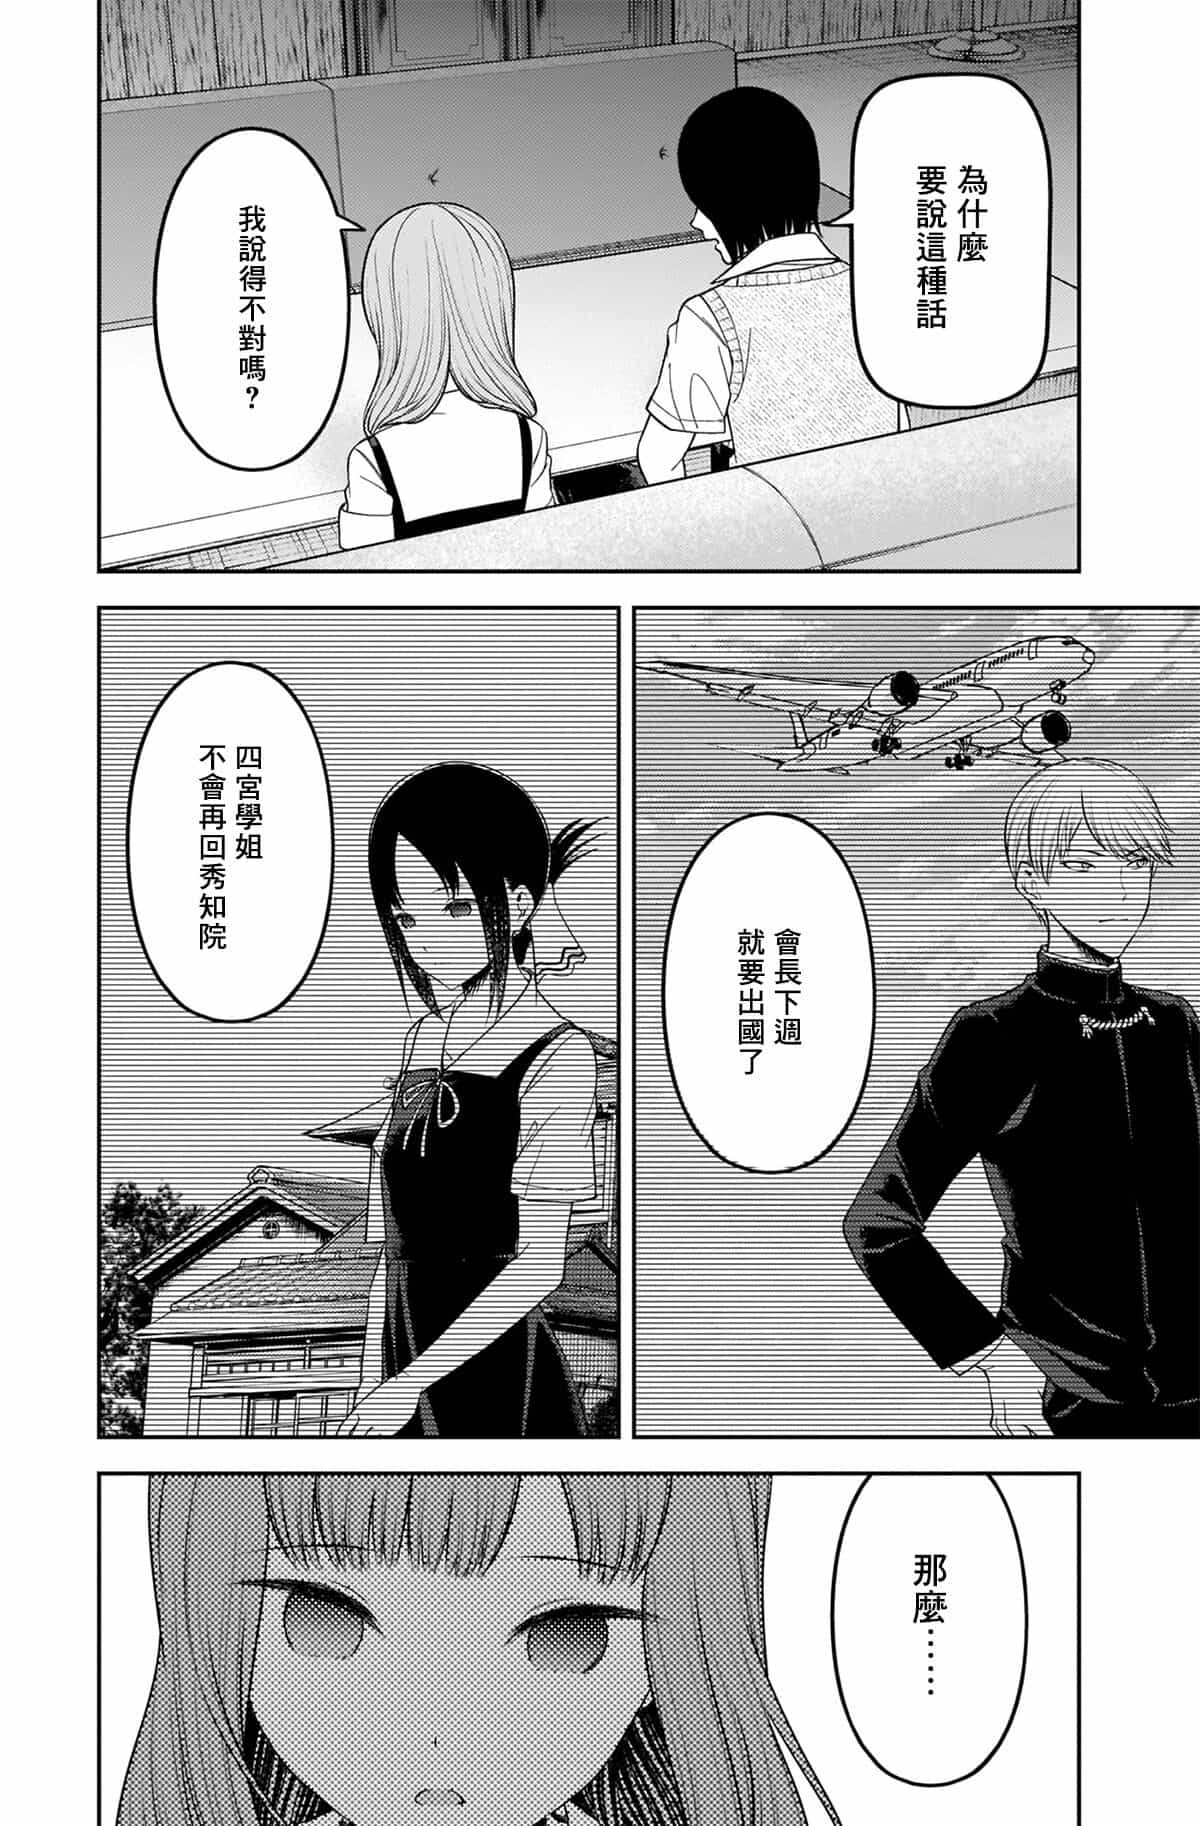 為什麼
要說這種話
我說得不對嗎?
會長下週
就要出國了
四宮學姐
不會再回秀知院
那麼……